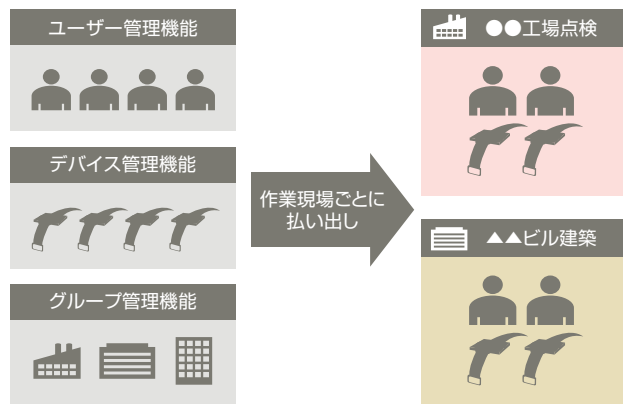 ユーザー管理機能
デバイス管理機能
グループ管理機能
作業現場ごとに
払い出し
●●工場点検
▲▲ビル建築